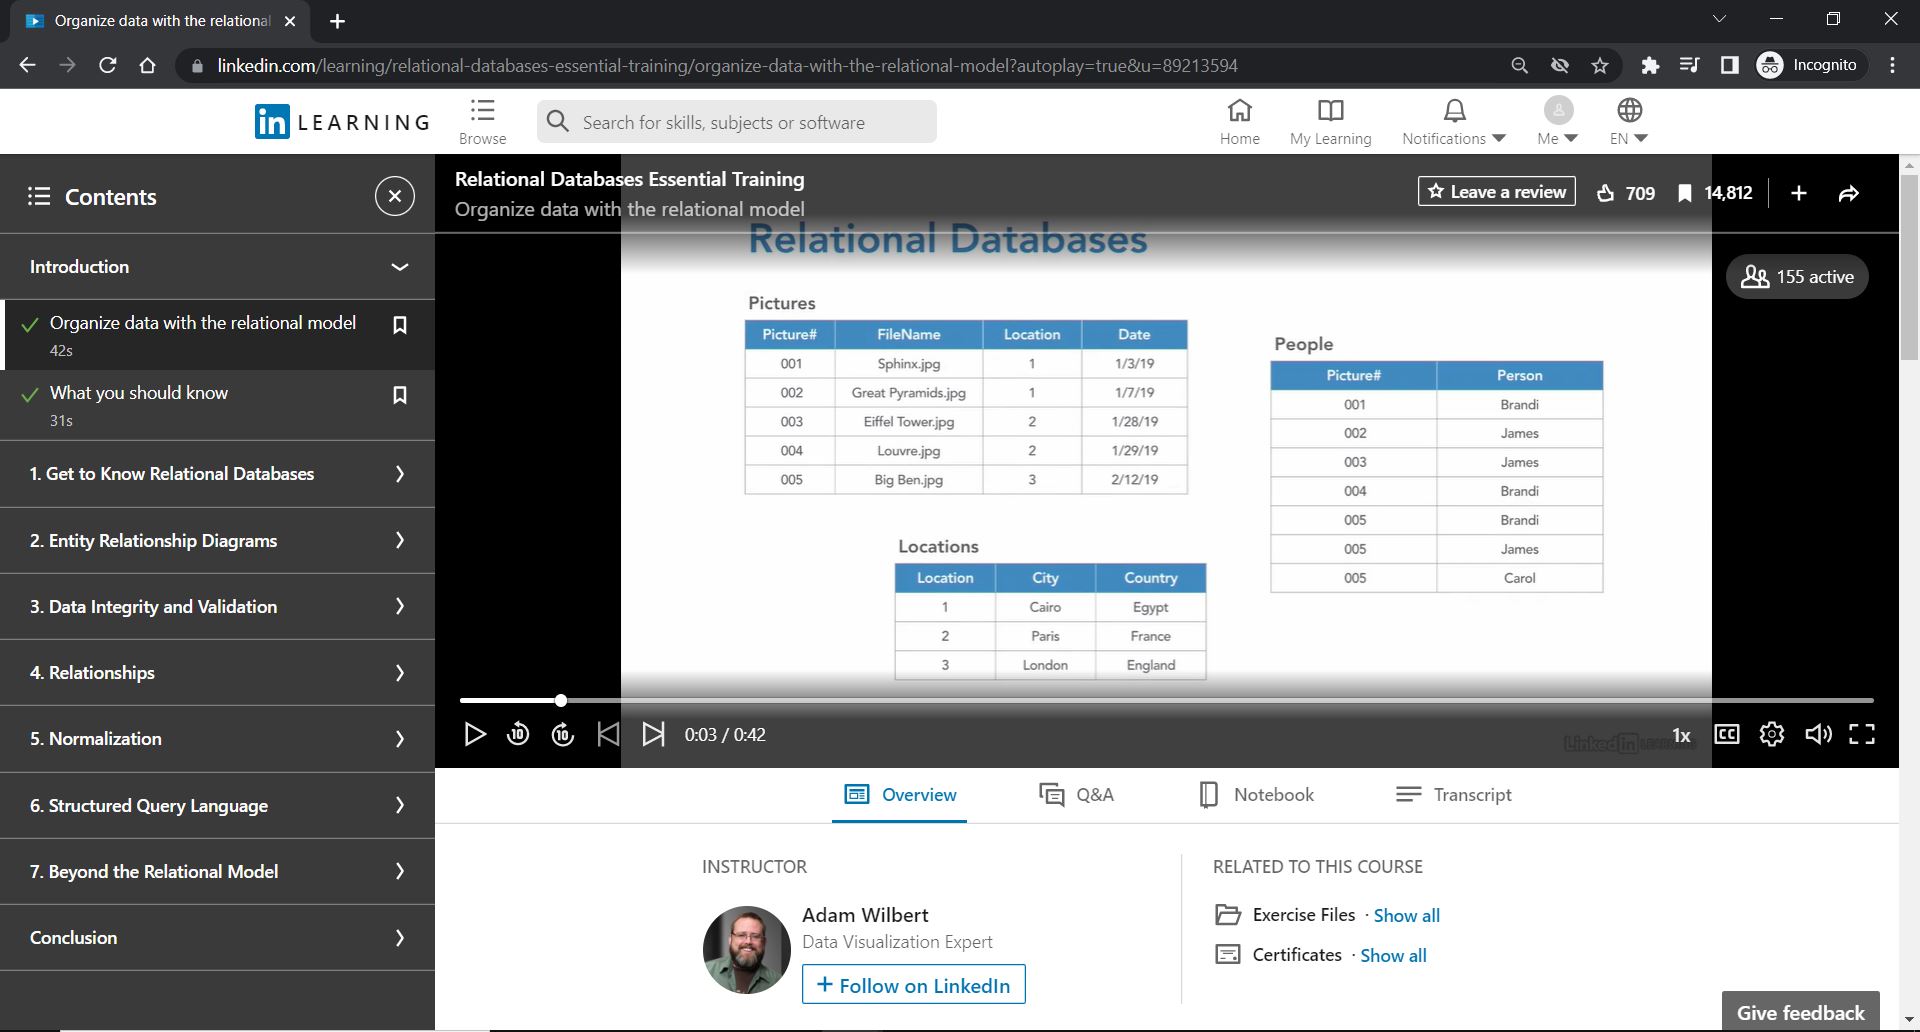 Organize data with the relational
linkedin.com/learning/relational-databases-essential-training/organize-data-with-the-relational-model?autoplay=true&u=89213594
Incognito
in LEARNING
Browse
Search for skills, subjects or software
Home
My Learning
Notifications
Me
EN
Contents
Introduction
Organize data with the relational model
42s
What you should know
31s
1. Get to Know Relational Databases
2. Entity Relationship Diagrams
3. Data Integrity and Validation
4. Relationships
5. Normalization
6. Structured Query Language
7. Beyond the Relational Model
Conclusion
Relational Databases Essential Training
Organize data with the relational model
Leave a review
709
14,812
155 active
Relational Databases
Pictures
Picture# FileName Location Date
001 Sphinx.jpg 1 1/3/19
002 Great Pyramids.jpg 1 1/7/19
003 Eiffel Tower.jpg 2 1/28/19
004 Louvre.jpg 2 1/29/19
005 Big Ben.jpg 3 2/12/19
People
Picture# Person
001 Brandi
002 James
003 James
004 Brandi
005 Brandi
005 James
005 Carol
Locations
Location City Country
1 Cairo Egypt
2 Paris France
3 London England
10
10
0:03 / 0:42
Linked in LEARNING
1x
CC
Overview
Q&A
Notebook
Transcript
INSTRUCTOR
Adam Wilbert
Data Visualization Expert
+ Follow on LinkedIn
RELATED TO THIS COURSE
Exercise Files · Show all
Certificates · Show all
Give feedback